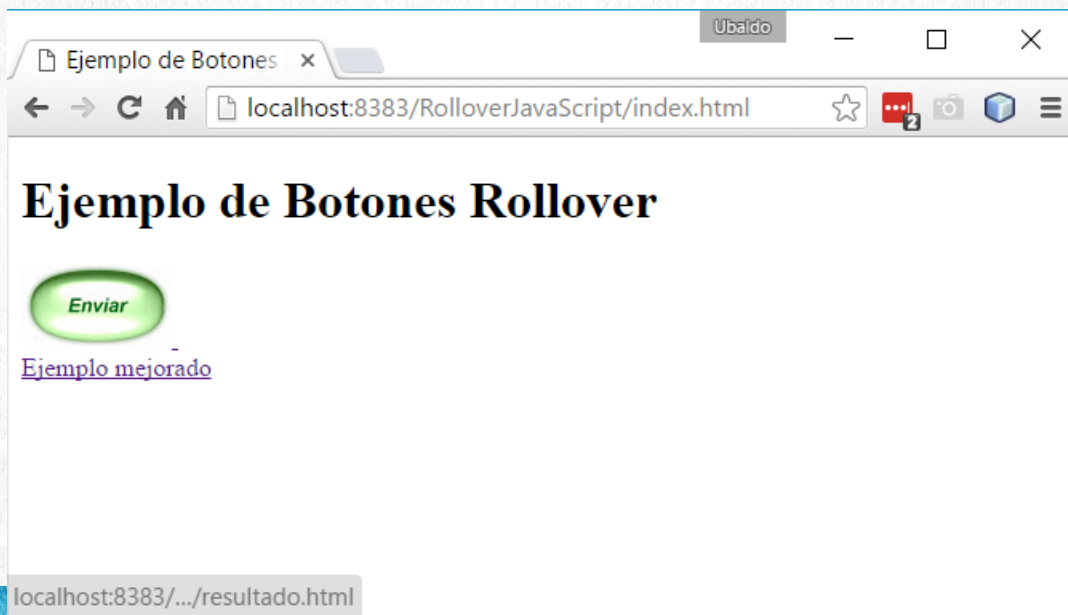 Ubaldo
Ejemplo de Botones
localhost:8383/RolloverJavaScript/index.html
2
Ejemplo de Botones Rollover
Enviar
Ejemplo mejorado
localhost:8383/.../resultado.html